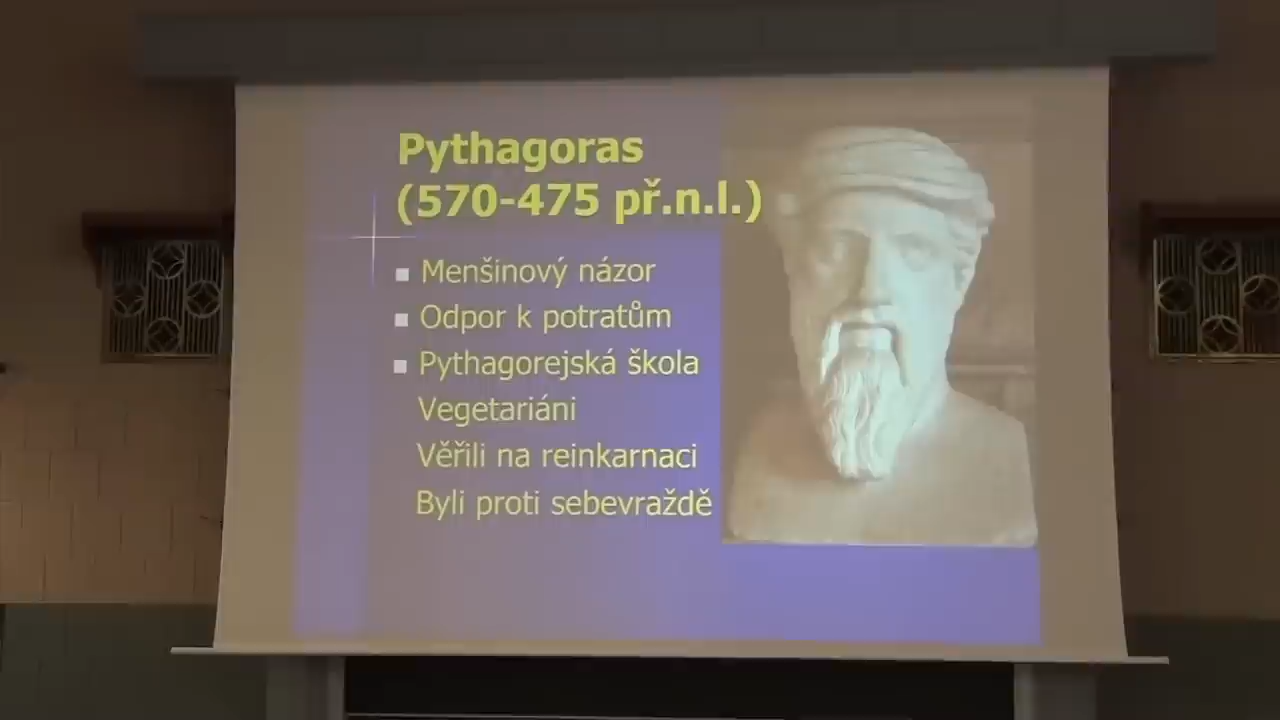 Pythagoras
(570-475 př.n.l.)
Menšinový názor
Odpor k potratům
Pythagorejská škola
Vegetariáni
Věřili na reinkarnaci
Byli proti sebevraždě